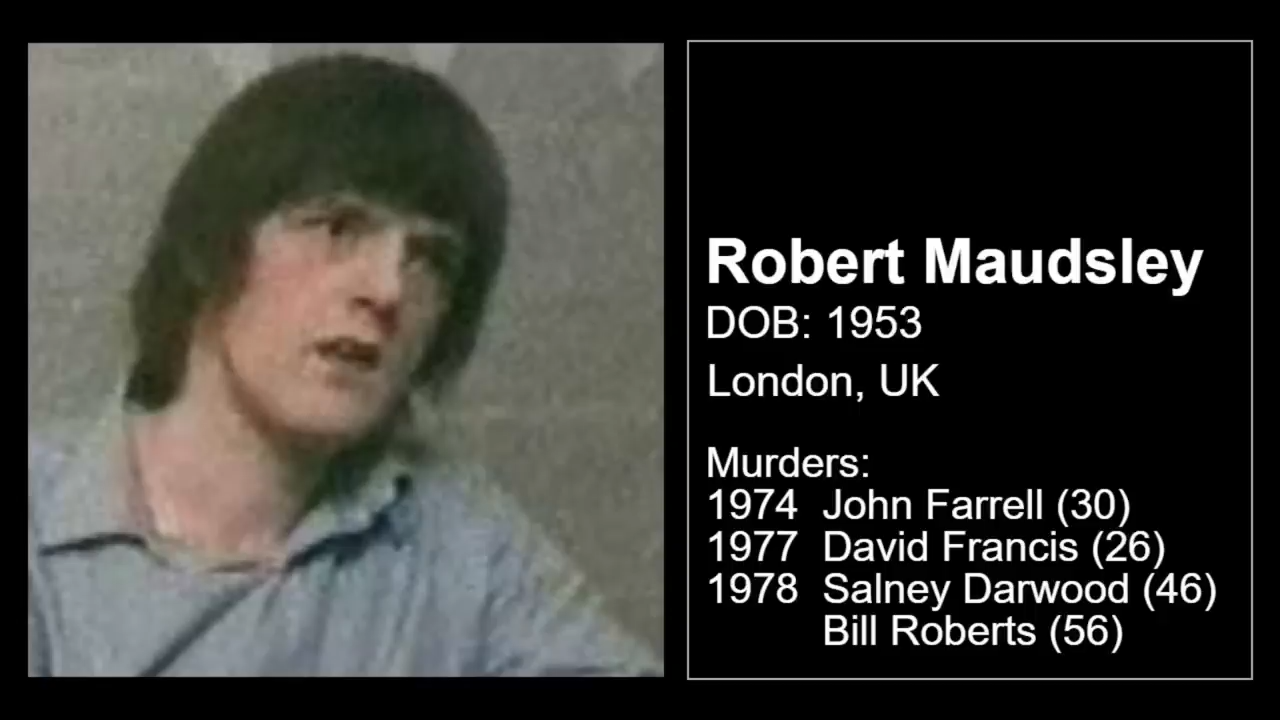 Robert Maudsley
DOB: 1953
London, UK
Murders:
1974 John Farrell (30)
1977 David Francis (26)
1978 Salney Darwood (46)
Bill Roberts (56)